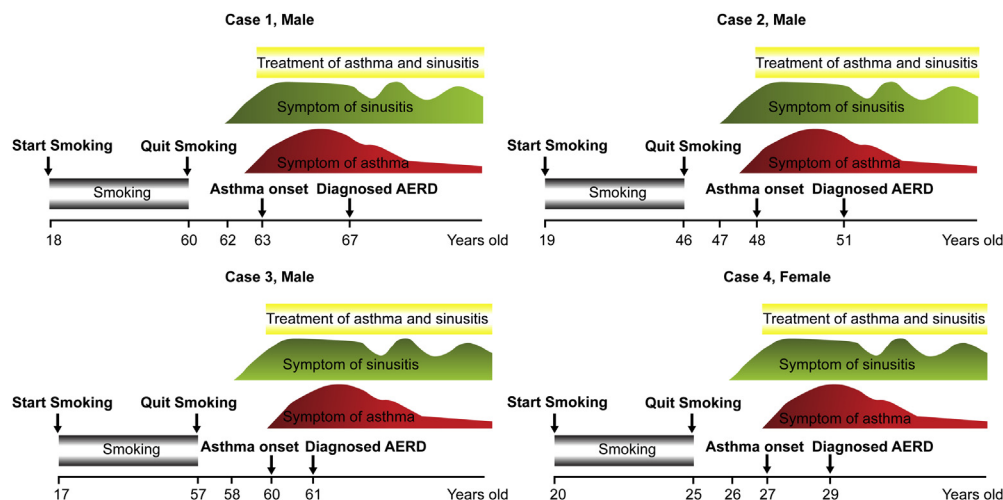 Case 1, Male
Treatment of asthma and sinusitis
Symptom of sinusitis
Start Smoking Quit Smoking
Symptom of asthma
Smoking
Asthma onset Diagnosed AERD
18 60 62 63 67 Years old
Case 2, Male
Treatment of asthma and sinusitis
Symptom of sinusitis
Start Smoking Quit Smoking
Symptom of asthma
Smoking
Asthma onset Diagnosed AERD
19 46 47 48 51 Years old
Case 3, Male
Treatment of asthma and sinusitis
Symptom of sinusitis
Start Smoking Quit Smoking
Symptom of asthma
Smoking
Asthma onset Diagnosed AERD
17 57 58 60 61 Years old
Case 4, Female
Treatment of asthma and sinusitis
Symptom of sinusitis
Start Smoking Quit Smoking
Symptom of asthma
Smoking
Asthma onset Diagnosed AERD
20 25 26 27 29 Years old